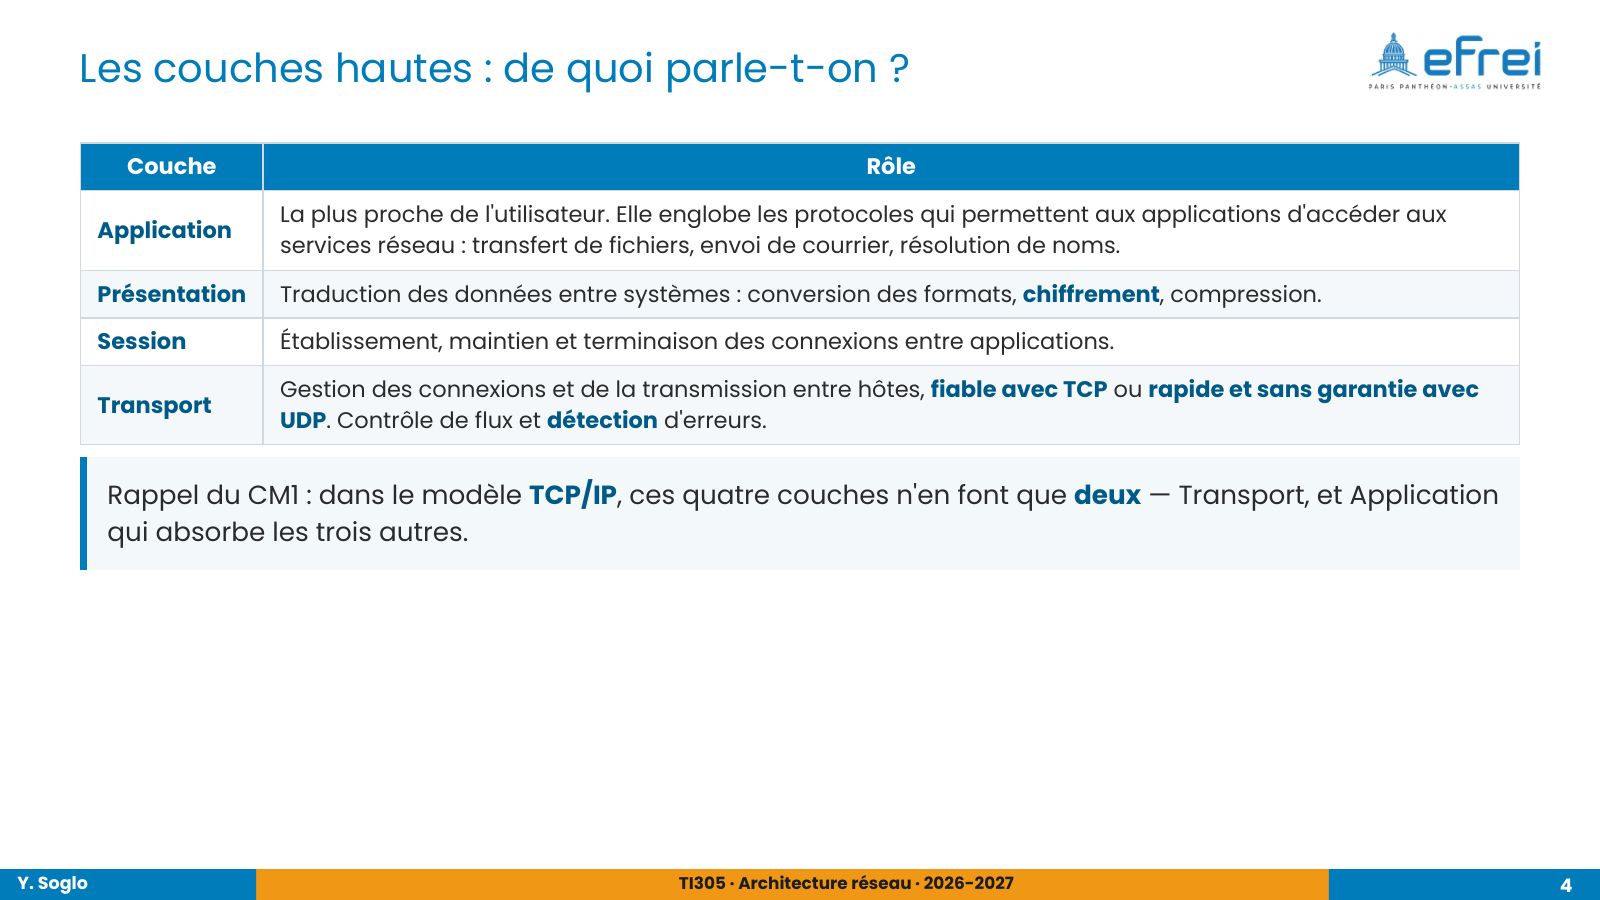 Les couches hautes : de quoi parle-t-on ?
efrei
PARIS PANTHÉON-ASSAS UNIVERSITÉ
Couche
Rôle
Application
La plus proche de l'utilisateur. Elle englobe les protocoles qui permettent aux applications d'accéder aux
services réseau : transfert de fichiers, envoi de courrier, résolution de noms.
Présentation
Traduction des données entre systèmes : conversion des formats, chiffrement, compression.
Session
Établissement, maintien et terminaison des connexions entre applications.
Transport
Gestion des connexions et de la transmission entre hôtes, fiable avec TCP ou rapide et sans garantie avec
UDP. Contrôle de flux et détection d'erreurs.
Rappel du CM1 : dans le modèle TCP/IP, ces quatre couches n'en font que deux — Transport, et Application
qui absorbe les trois autres.
Y. Soglo
TI305 · Architecture réseau · 2026-2027
4